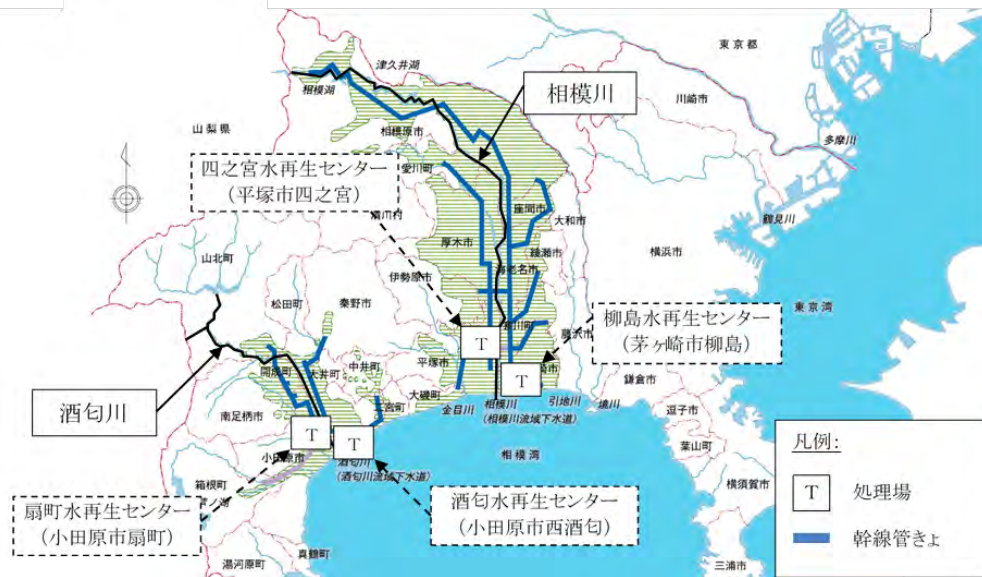 東京都
津久井湖
相模湖
相模川
川崎市
山梨県
多摩川
相模原市
四之宮水再生センター
(平塚市四之宮)
愛川町
清川村
鶴見川
座間市
大和市
厚木市
綾瀬市
横浜市
山北町
伊勢原市
海老名市
松田町
秦野市
東京湾
柳島水再生センター
(茅ヶ崎市柳島)
寒川町
藤沢市
T
平塚市
中井町
開成町
大井町
T
鎌倉市
酒匂川
大磯町
二宮町
金目川
相模川
(相模川流域下水道)
引地川
境川
逗子市
南足柄市
T
T
葉山町
凡例:
小田原市
酒匂川
(酒匂川流域下水道)
相模湾
箱根町
芦ノ湖
横須賀市
T
処理場
扇町水再生センター
(小田原市扇町)
酒匂水再生センター
(小田原市西酒匂)
幹線管きょ
真鶴町
湯河原町
三浦市